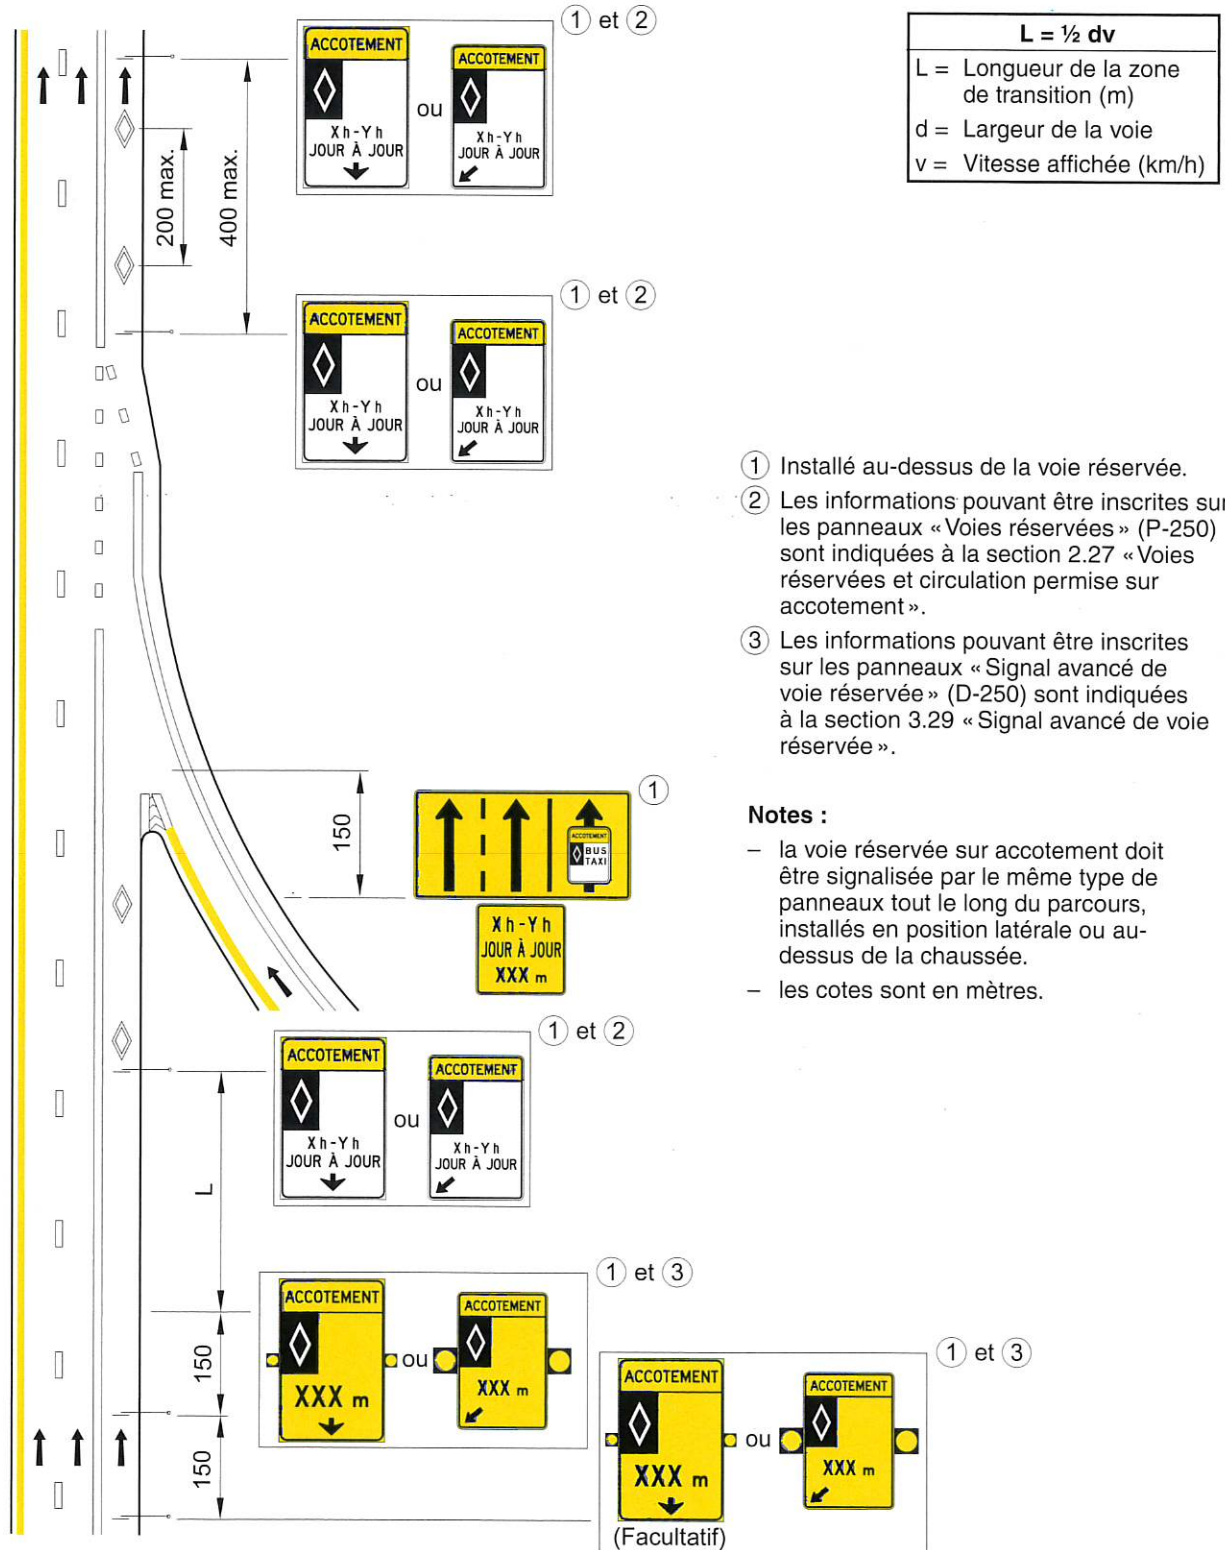 ① et ②
ACCOTEMENT
Xh-Yh
JOUR À JOUR
ou
ACCOTEMENT
Xh-Yh
JOUR À JOUR
L = ½ dv
L = Longueur de la zone
de transition (m)
d = Largeur de la voie
v = Vitesse affichée (km/h)
200 max.
400 max.
① et ②
ACCOTEMENT
Xh-Yh
JOUR À JOUR
ou
ACCOTEMENT
Xh-Yh
JOUR À JOUR
① Installé au-dessus de la voie réservée.
② Les informations pouvant être inscrites sur
les panneaux « Voies réservées » (P-250)
sont indiquées à la section 2.27 « Voies
réservées et circulation permise sur
accotement ».
③ Les informations pouvant être inscrites
sur les panneaux « Signal avancé de
voie réservée » (D-250) sont indiquées
à la section 3.29 « Signal avancé de voie
réservée ».
Notes :
– la voie réservée sur accotement doit
être signalisée par le même type de
panneaux tout le long du parcours,
installés en position latérale ou au-
dessus de la chaussée.
– les cotes sont en mètres.
150
①
ACCOTEMENT
BUS
TAXI
Xh-Yh
JOUR À JOUR
XXX m
① et ②
ACCOTEMENT
Xh-Yh
JOUR À JOUR
ou
ACCOTEMENT
Xh-Yh
JOUR À JOUR
L
① et ③
ACCOTEMENT
XXX m
ou
ACCOTEMENT
XXX m
150
① et ③
ACCOTEMENT
XXX m
ou
ACCOTEMENT
XXX m
(Facultatif)
150